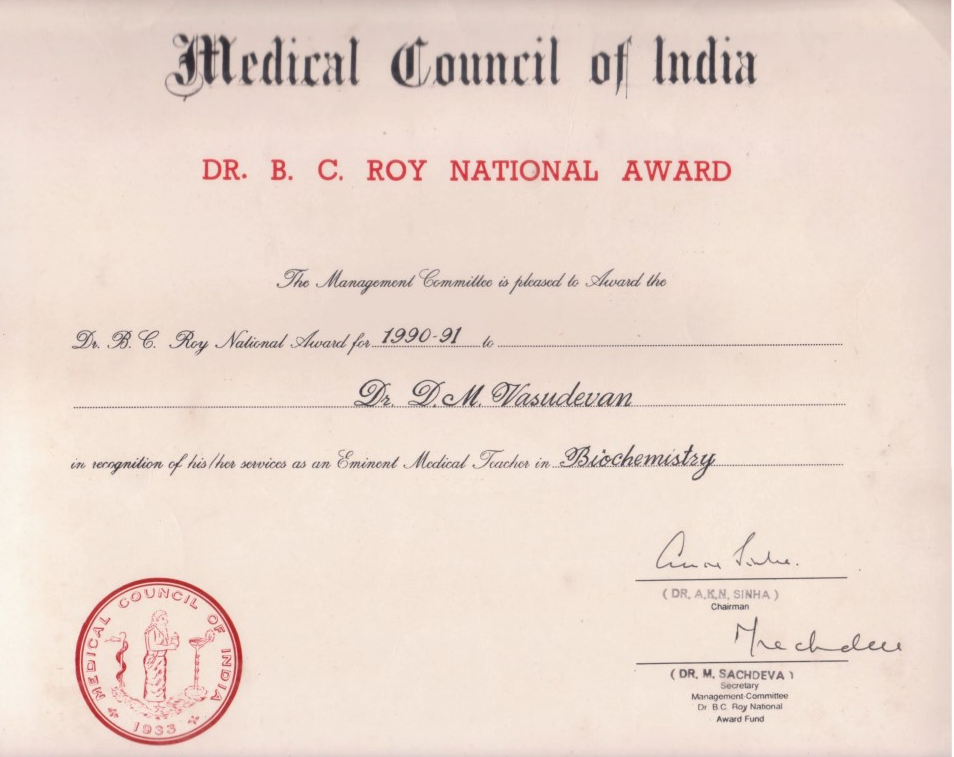 Medical Council of India
DR. B. C. ROY NATIONAL AWARD
The Management Committee is pleased to Award the
Dr. B. C. Roy National Award for 1990-91 to
Dr. D. M. Vasudevan
in recognition of his/her services as an Eminent Medical Teacher in Biochemistry
(DR. A.K.N. SINHA)
Chairman
(DR. M. SACHDEVA)
Secretary
Management-Committee
Dr. B.C. Roy National
Award Fund
MEDICAL COUNCIL OF INDIA
1933